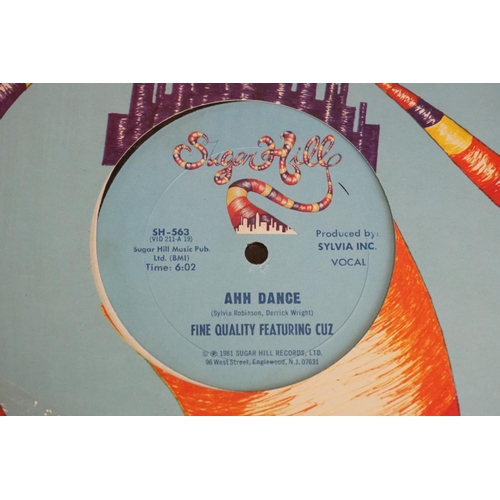 Sugar Hill
SH-563
(VID 211-A 19)
Sugar Hill Music Pub.
Ltd. (BMI)
Time: 6:02
Produced by:
SYLVIA INC.
VOCAL
AHH DANCE
(Sylvia Robinson, Derrick Wright)
FINE QUALITY FEATURING CUZ
© ℗ 1981 SUGAR HILL RECORDS, LTD.
96 West Street, Englewood, N.J. 07631